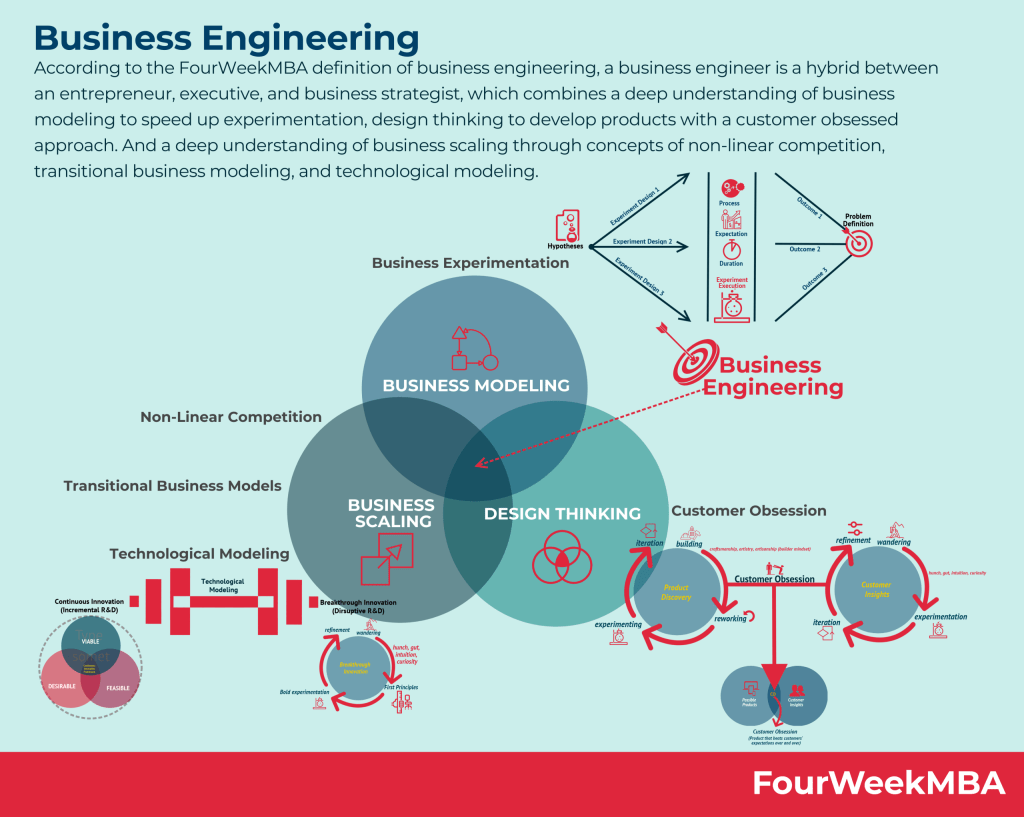 Business Engineering
According to the FourWeekMBA definition of business engineering, a business engineer is a hybrid between
an entrepreneur, executive, and business strategist, which combines a deep understanding of business
modeling to speed up experimentation, design thinking to develop products with a customer obsessed
approach. And a deep understanding of business scaling through concepts of non-linear competition,
transitional business modeling, and technological modeling.
Hypotheses
Experiment Design 1
Experiment Design 2
Experiment Design 3
Process
Expectation
Duration
Experiment
Execution
Outcome 1
Outcome 2
Outcome 3
Problem
Definition
Business Experimentation
BUSINESS MODELING
Business
Engineering
Non-Linear Competition
Transitional Business Models
Technological Modeling
BUSINESS
SCALING
DESIGN THINKING
Customer Obsession
Technological
Modeling
Continuous Innovation
(Incremental R&D)
Breakthrough Innovation
(Dirsuptive R&D)
VIABLE
DESIRABLE
FEASIBLE
refinement
wandering
hunch, gut,
intuition,
curiosity
Breakthrough
Innovation
Bold experimentation
First Principles
iteration
building
craftsmanship, artistry, artisanship (builder mindset)
Product
Discovery
experimenting
reworking
Customer Obsession
refinement
wandering
hunch, gut, intuition, curiosity
Customer
Insights
iteration
experimentation
Products
Customer
Insights
Customer Obsession
(Product that beats customers'
expectations over and over)
FourWeekMBA